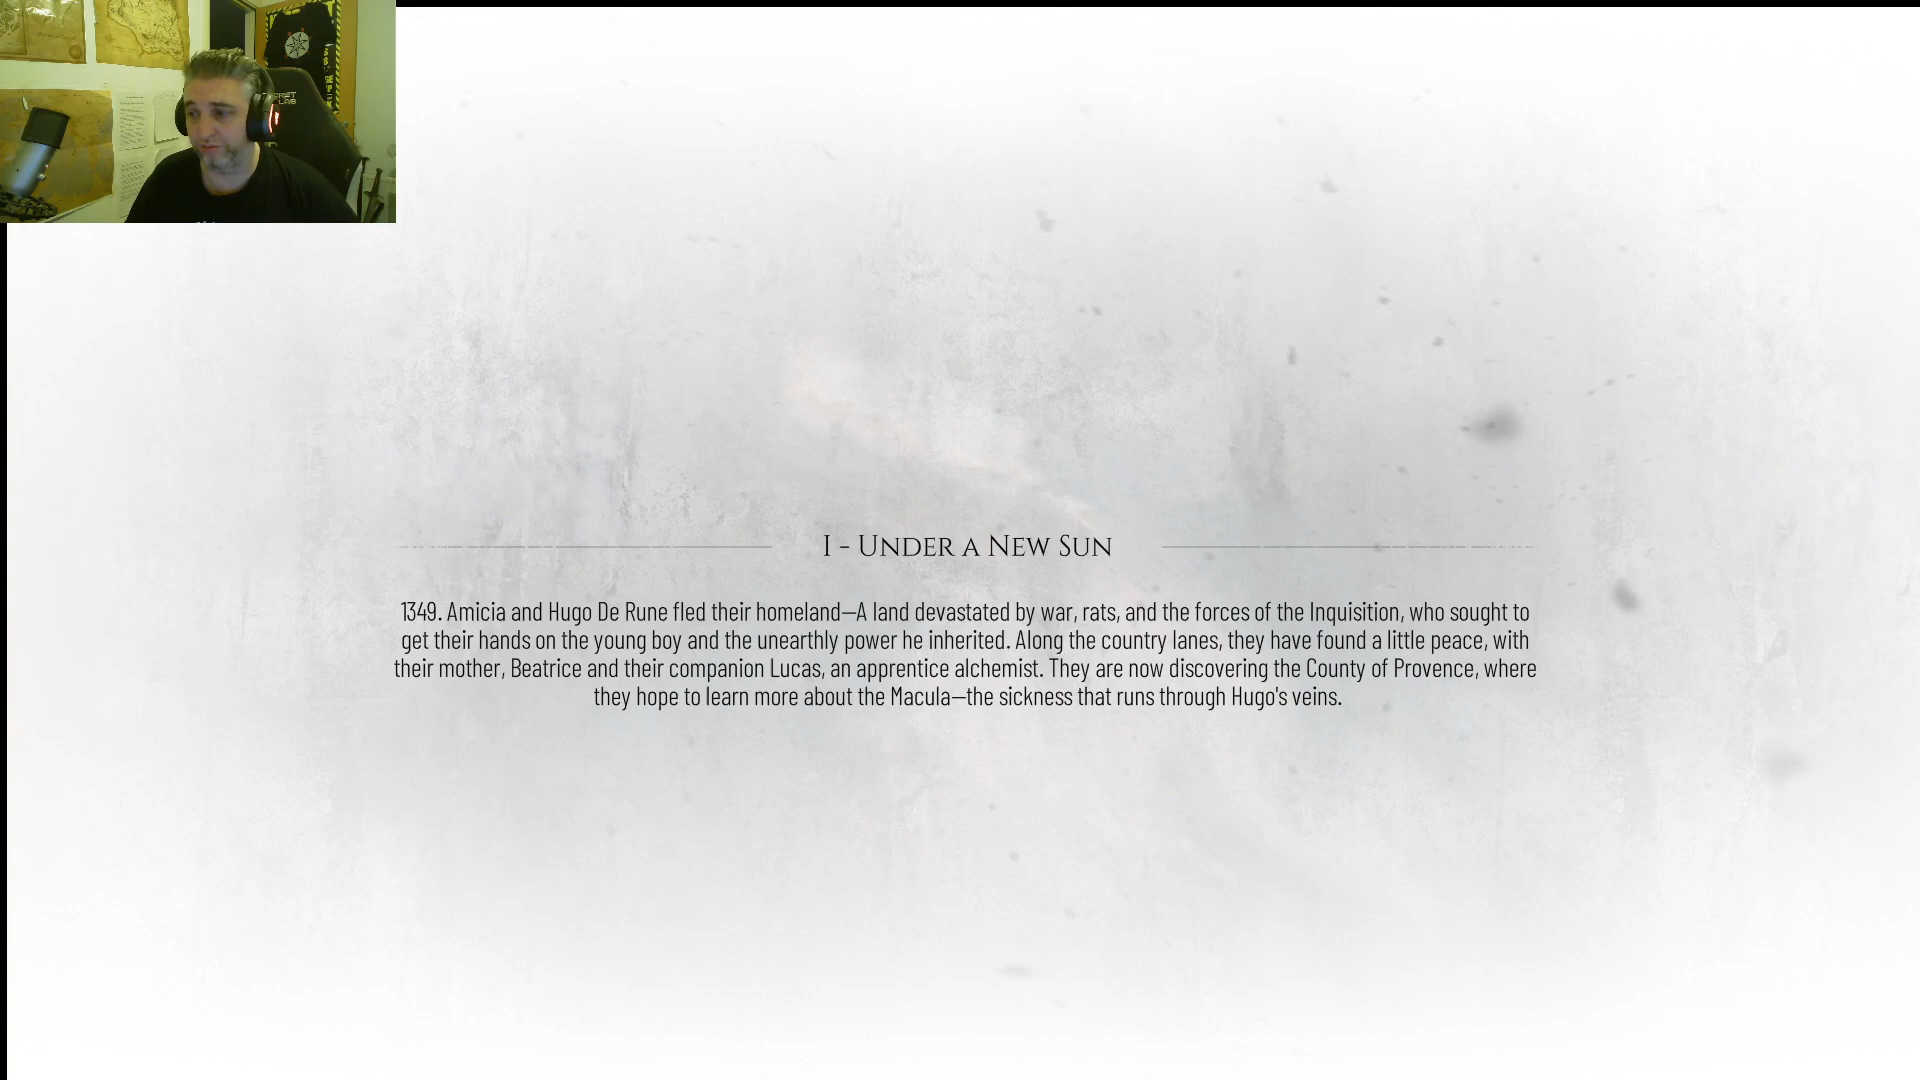 RET
LAB
I - Under a New Sun
1349. Amicia and Hugo De Rune fled their homeland—A land devastated by war, rats, and the forces of the Inquisition, who sought to
get their hands on the young boy and the unearthly power he inherited. Along the country lanes, they have found a little peace, with
their mother, Beatrice and their companion Lucas, an apprentice alchemist. They are now discovering the County of Provence, where
they hope to learn more about the Macula—the sickness that runs through Hugo's veins.